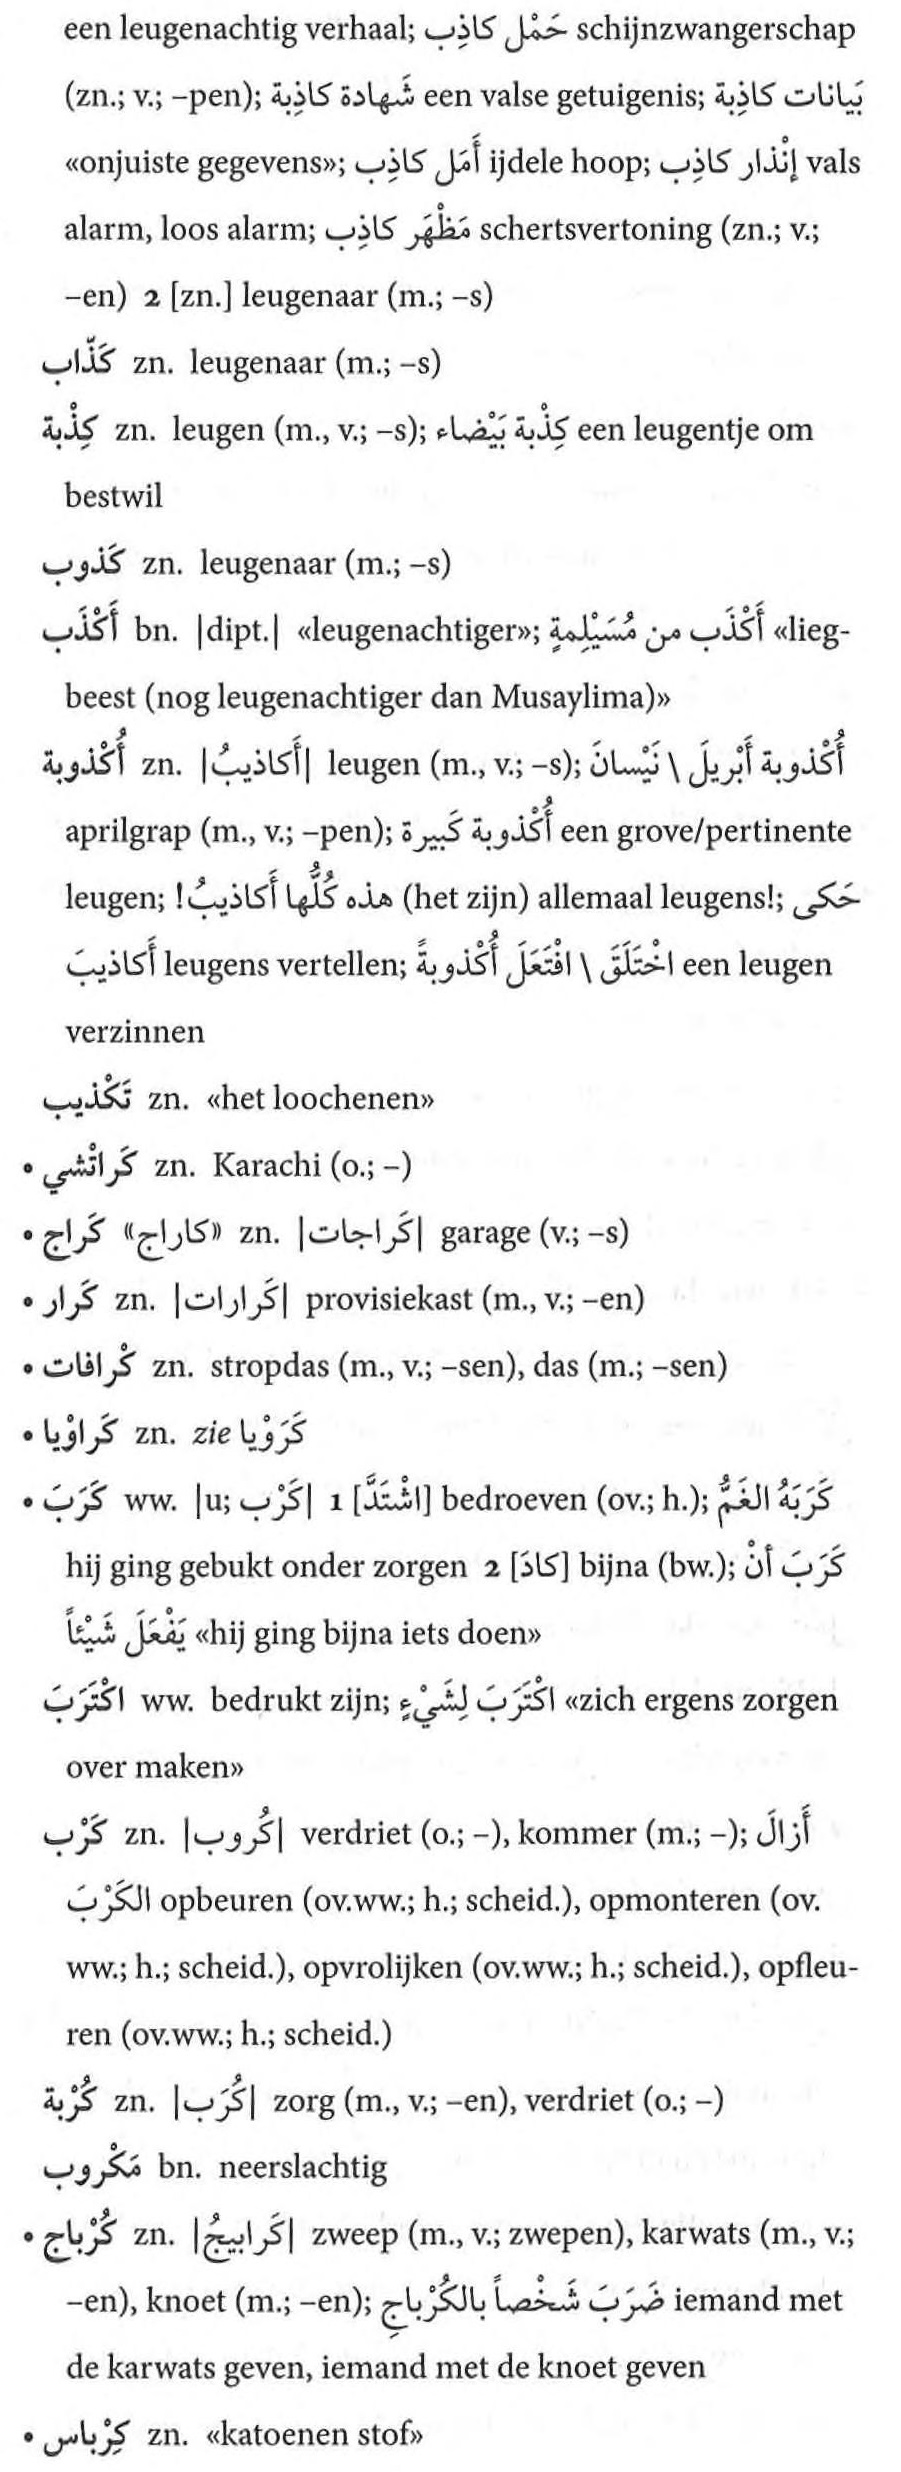 een leugenachtig verhaal; حَمْل كاذِب schijnzwangerschap
(zn.; v.; –pen); شَهادة كاذِبة een valse getuigenis; بَيانات كاذِبة
«onjuiste gegevens»; أَمَل كاذِب ijdele hoop; إنْذار كاذِب vals
alarm, loos alarm; مَظْهَر كاذِب schertsvertoning (zn.; v.;
–en) 2 [zn.] leugenaar (m.; –s)
كَذّاب zn. leugenaar (m.; –s)
كِذْبة zn. leugen (m., v.; –s); كِذْبة بَيْضاء een leugentje om
bestwil
كَذوب zn. leugenaar (m.; –s)
أَكْذَب bn. |dipt.| «leugenachtiger»; أَكْذَب من مُسَيْلِمةٍ «lieg-
beest (nog leugenachtiger dan Musaylima)»
أُكْذوبة zn. |أَكاذيبُ| leugen (m., v.; –s); أُكْذوبة أَبْريلَ \ نَيْسانَ
aprilgrap (m., v.; –pen); أُكْذوبة كَبيرة een grove/pertinente
leugen; هذه كُلُّها أَكاذيبُ! (het zijn) allemaal leugens!; حَكى
أَكاذيبَ leugens vertellen; اخْتَلَقَ \ افْتَعَلَ أُكْذوبةً een leugen
verzinnen
تَكْذيب zn. «het loochenen»
• كَراتْشي zn. Karachi (o.; –)
• كَراج «كاراج» zn. |كَراجات| garage (v.; –s)
• كَرار zn. |كَرارات| provisiekast (m., v.; –en)
• كْرافات zn. stropdas (m., v.; –sen), das (m.; –sen)
• كَراوْيا zn. zie كَرَوْيا
• كَرَبَ ww. |u; كَرْب| 1 [اشْتَدَّ] bedroeven (ov.; h.); كَرَبَهُ الغَمُّ
hij ging gebukt onder zorgen 2 [كادَ] bijna (bw.); كَرَبَ أنْ
يَفْعَلَ شَيْئاً «hij ging bijna iets doen»
اكْتَرَبَ ww. bedrukt zijn; اكْتَرَبَ لِشَيْءٍ «zich ergens zorgen
over maken»
كَرْب zn. |كُروب| verdriet (o.; –), kommer (m.; –); أَزالَ
الكَرْبَ opbeuren (ov.ww.; h.; scheid.), opmonteren (ov.
ww.; h.; scheid.), opvrolijken (ov.ww.; h.; scheid.), opfleu-
ren (ov.ww.; h.; scheid.)
كُرْبة zn. |كُرَب| zorg (m., v.; –en), verdriet (o.; –)
مَكْروب bn. neerslachtig
• كُرْباج zn. |كَرابيجُ| zweep (m., v.; zwepen), karwats (m., v.;
–en), knoet (m.; –en); ضَرَبَ شَخْصاً بالكُرْباجِ iemand met
de karwats geven, iemand met de knoet geven
• كِرْباس zn. «katoenen stof»